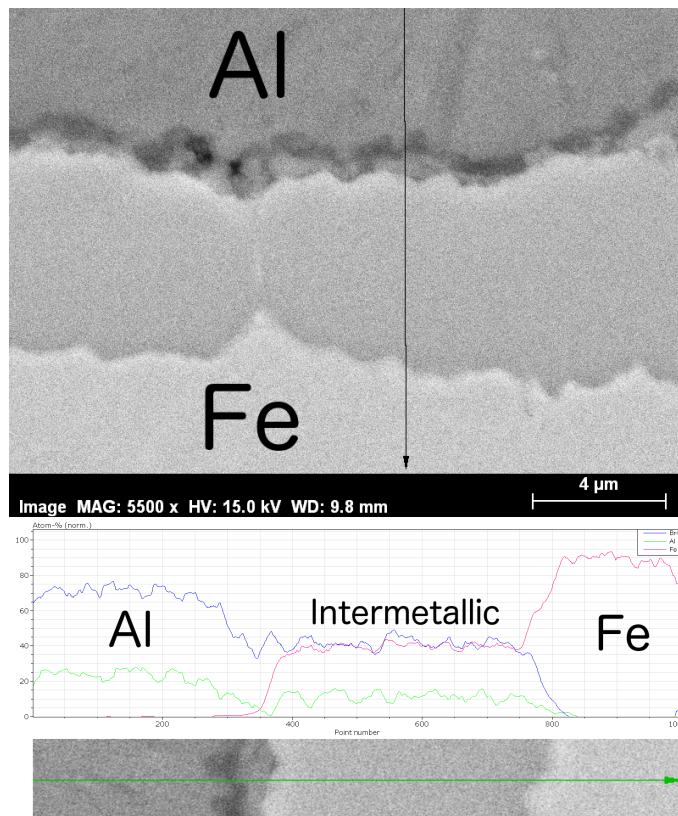 Al
Fe
4 µm
Image MAG: 5500 x HV: 15.0 kV WD: 9.8 mm
Atom-% (norm.)
100
80
60
40
20
0
Al
Fe
Al
Intermetallic
Fe
200 400 600 800
Point number